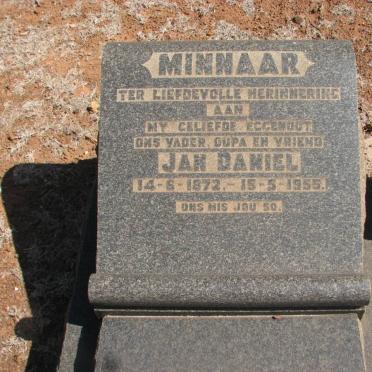 MINNAAR
TER LIEFDEVOLLE HERINNERING
AAN
MY GELIEFDE EGGENOOT
ONS VADER, OUPA EN VRIEND
JAN DANIEL
14-6-1872 - 15-5-1955.
ONS MIS JOU SO.